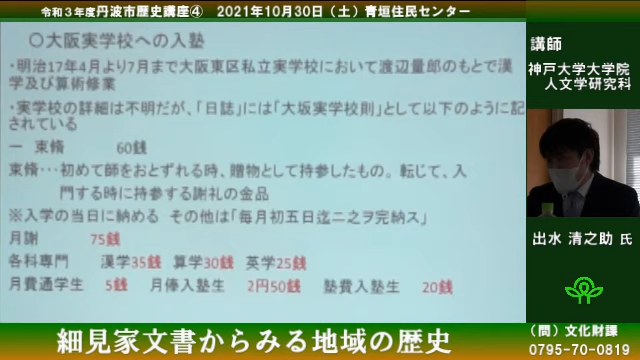 令和3年度丹波市歴史講座④ 2021年10月30日（土）青垣住民センター
〇大阪実学校への入塾
・明治17年4月より7月まで大阪東区私立実学校において渡辺量郎のもとで漢
学及び算術修業
・実学校の詳細は不明だが、「日誌」には「大坂実学校則」として以下のように記
されている
一 束脩 60銭
束脩…初めて師をおとずれる時、贈物として持参したもの。転じて、入
門する時に持参する謝礼の金品
※入学の当日に納める その他は「毎月初五日迄ニ之ヲ完納ス」
月謝 75銭
各科専門 漢学35銭 算学30銭 英学25銭
月費通学生 5銭 月俸入塾生 2円50銭 塾費入塾生 20銭
講師
神戸大学大学院
人文学研究科
出水 清之助 氏
（問）文化財課
0795-70-0819
細見家文書からみる地域の歴史